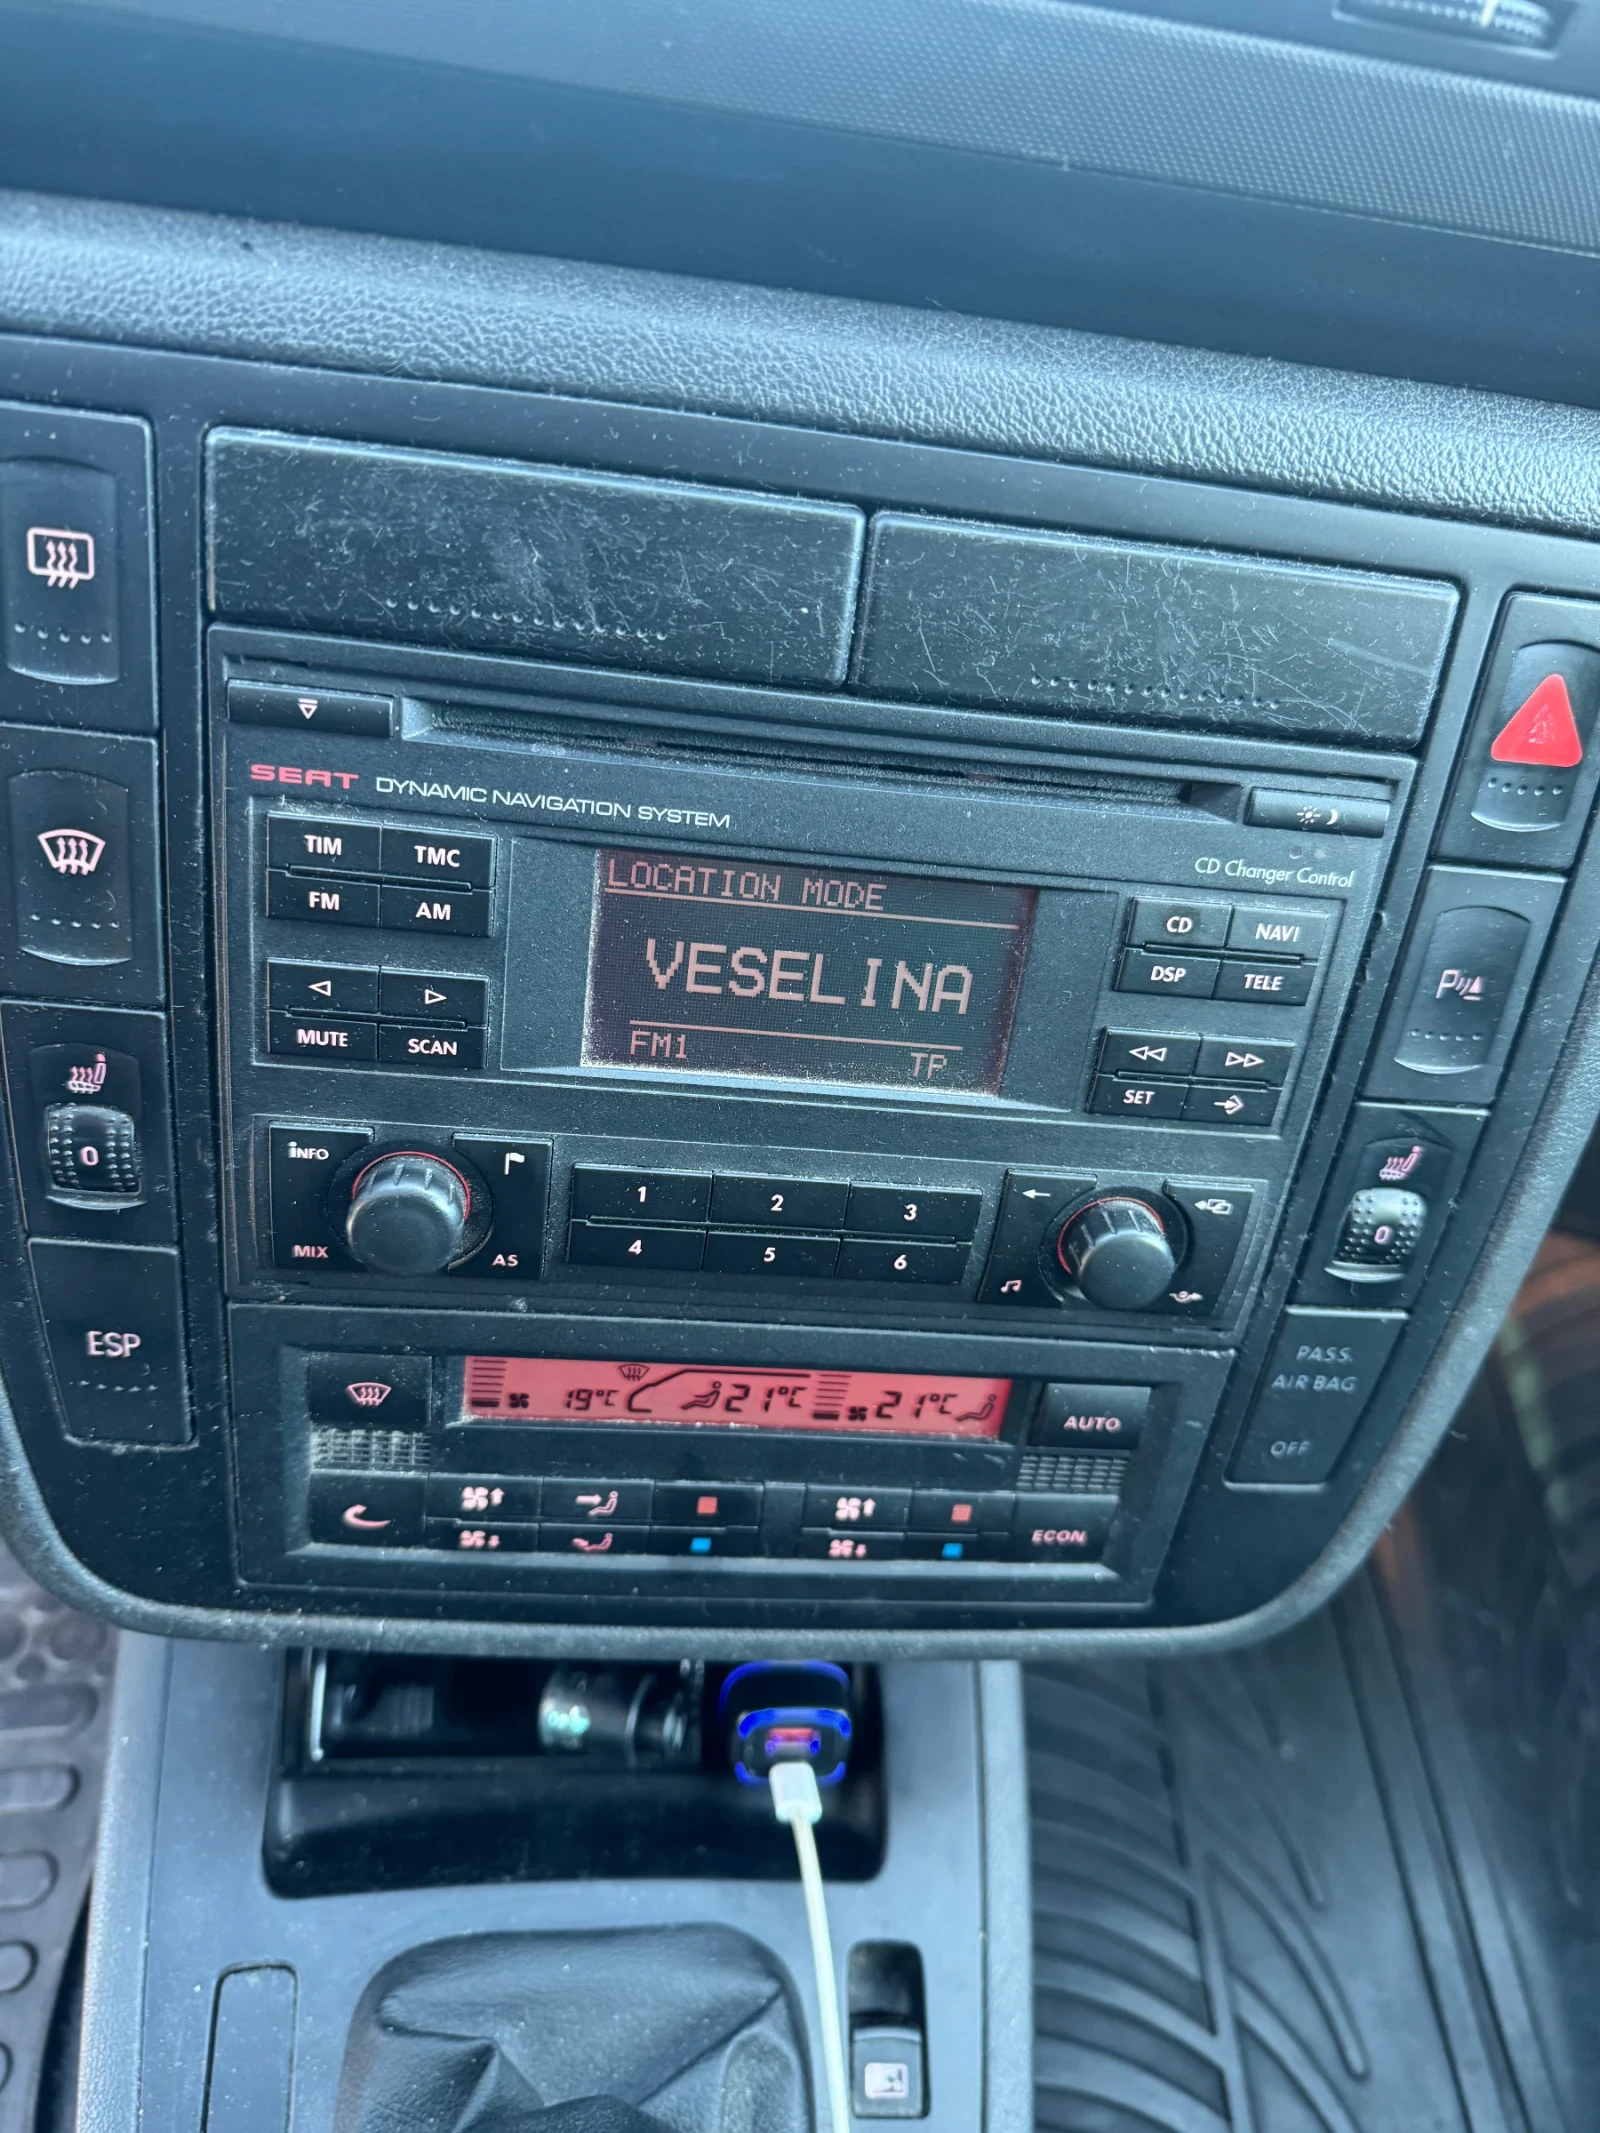 SEAT DYNAMIC NAVIGATION SYSTEM
CD Changer Control
TIM TMC
FM AM
MUTE SCAN
LOCATION MODE
VESELINA
FM1 TP
CD NAVI
DSP TELE
SET
INFO
MIX AS
1 2 3
4 5 6
0
0
ESP
P
PASS.
AIR BAG
OFF
19°C 21°C 21°C
AUTO
ECON